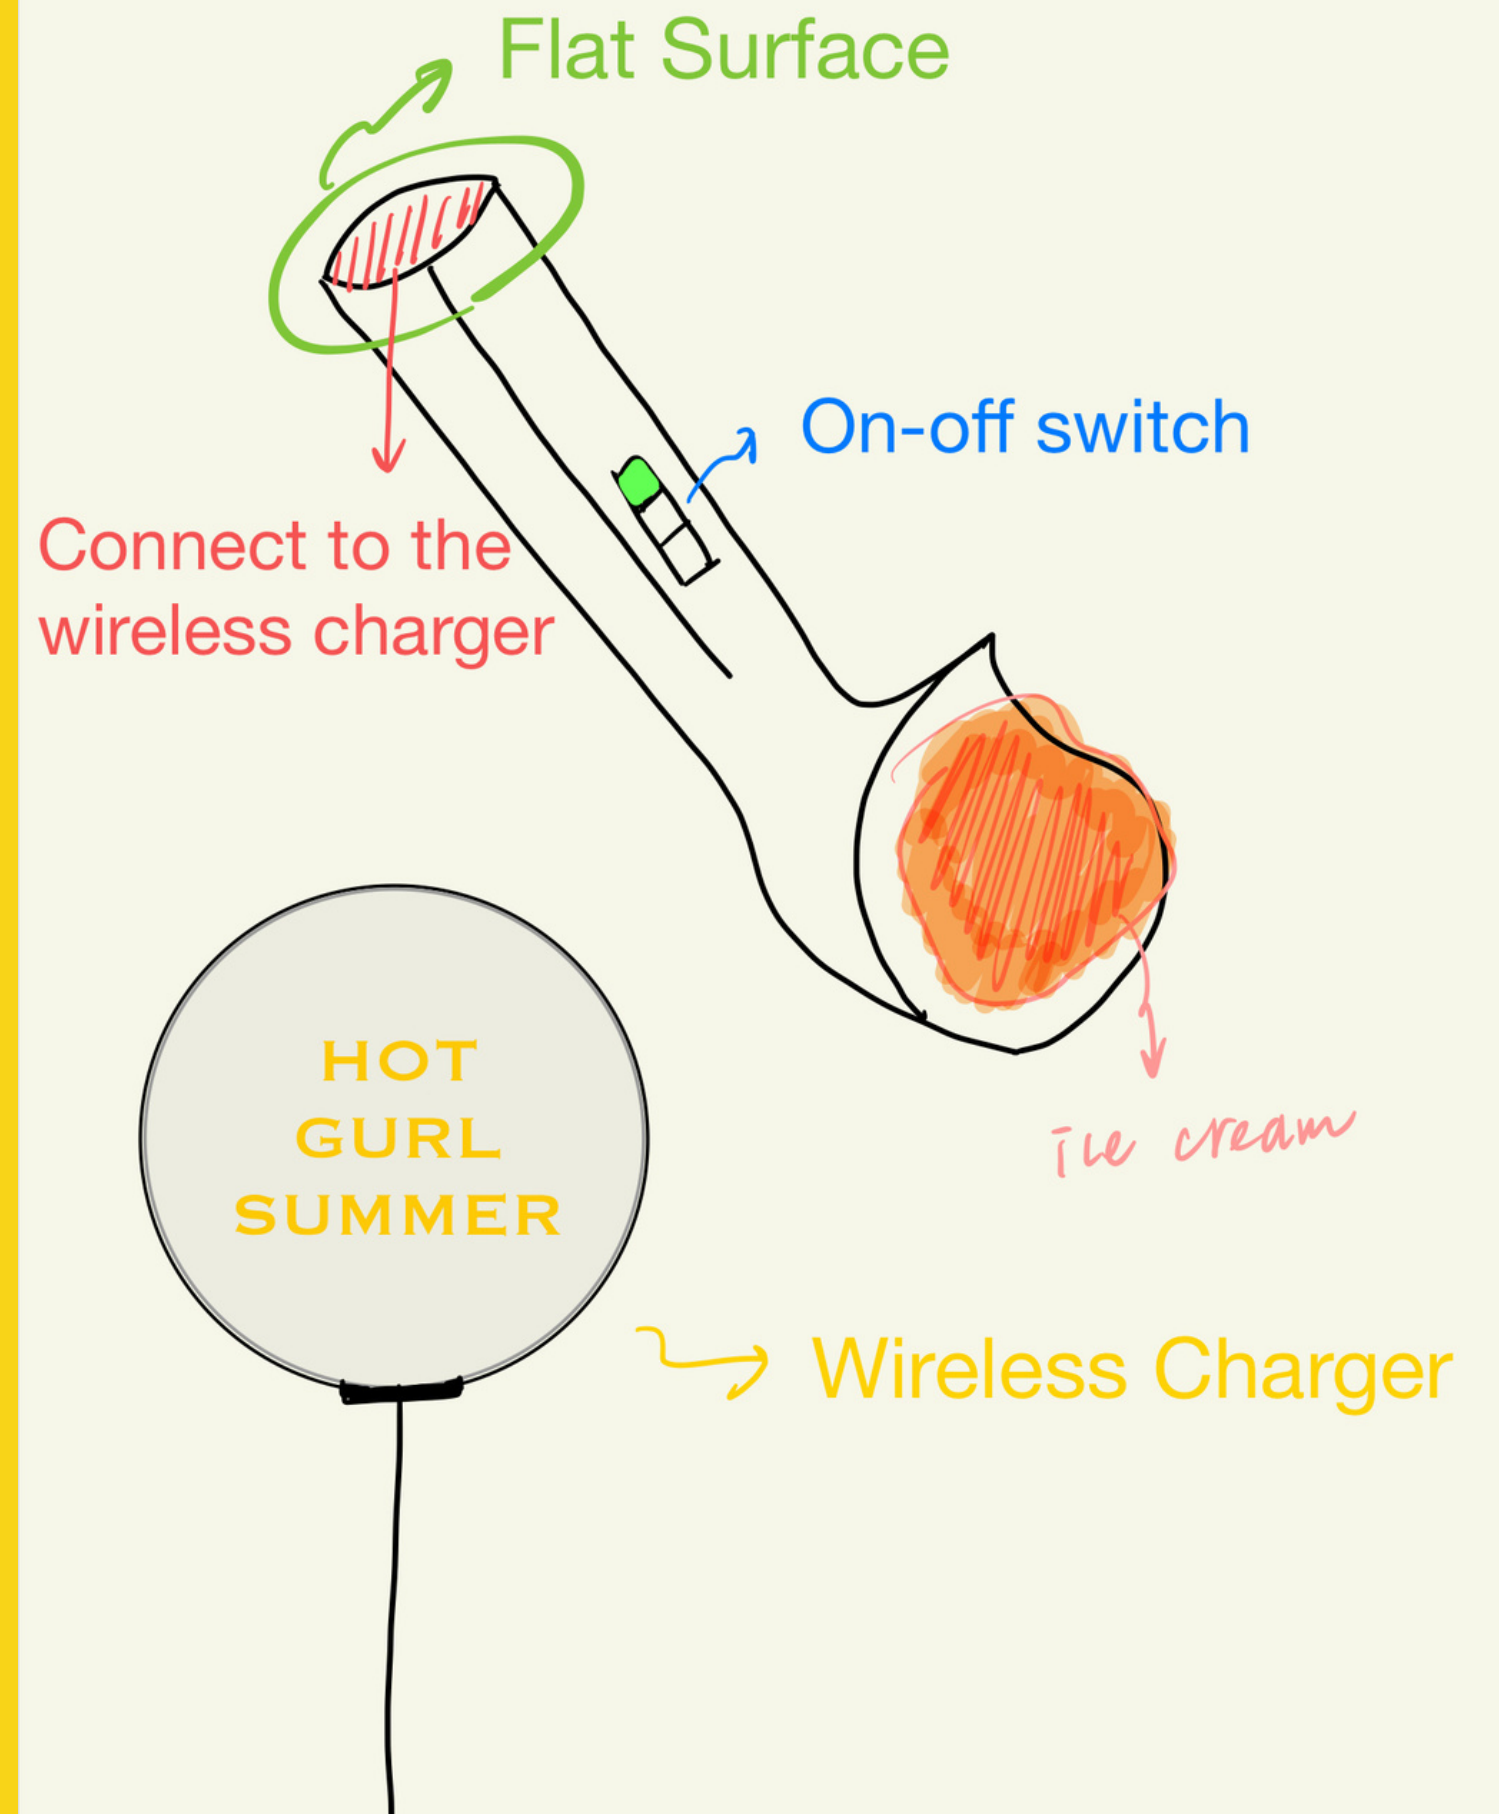 Flat Surface
On-off switch
Connect to the
wireless charger
ice cream
HOT
GURL
SUMMER
Wireless Charger